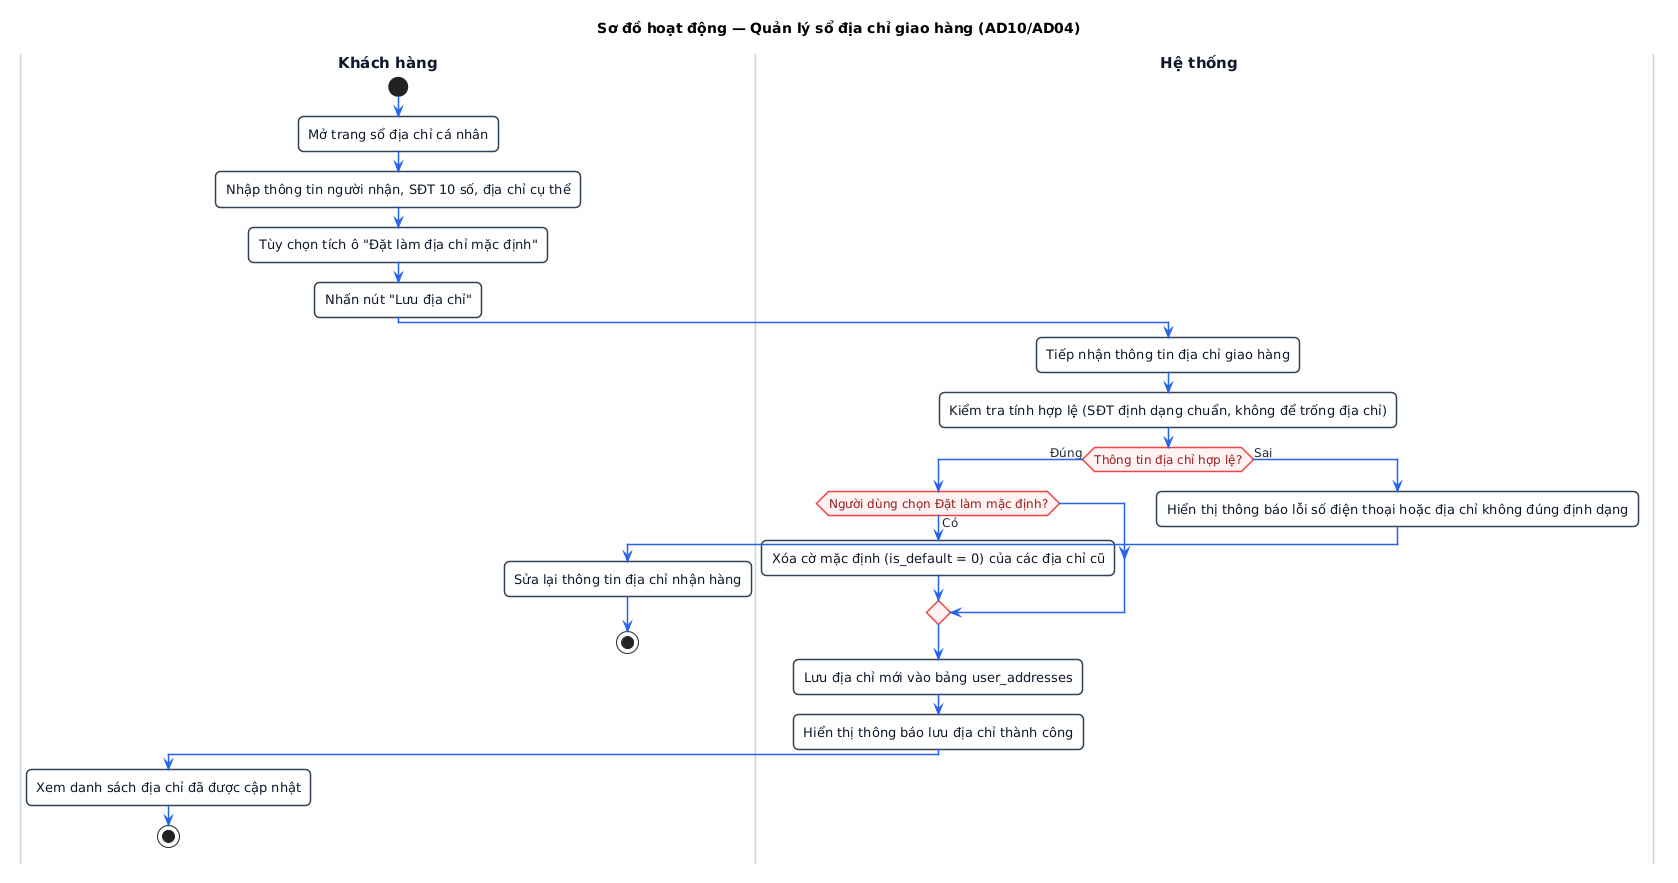 Sơ đồ hoạt động — Quản lý sổ địa chỉ giao hàng (AD10/AD04)
Khách hàng
Hệ thống
Mở trang sổ địa chỉ cá nhân
Nhập thông tin người nhận, SĐT 10 số, địa chỉ cụ thể
Tùy chọn tích ô "Đặt làm địa chỉ mặc định"
Nhấn nút "Lưu địa chỉ"
Tiếp nhận thông tin địa chỉ giao hàng
Kiểm tra tính hợp lệ (SĐT định dạng chuẩn, không để trống địa chỉ)
Đúng
Thông tin địa chỉ hợp lệ?
Sai
Người dùng chọn Đặt làm mặc định?
Có
Hiển thị thông báo lỗi số điện thoại hoặc địa chỉ không đúng định dạng
Xóa cờ mặc định (is_default = 0) của các địa chỉ cũ
Sửa lại thông tin địa chỉ nhận hàng
Lưu địa chỉ mới vào bảng user_addresses
Hiển thị thông báo lưu địa chỉ thành công
Xem danh sách địa chỉ đã được cập nhật